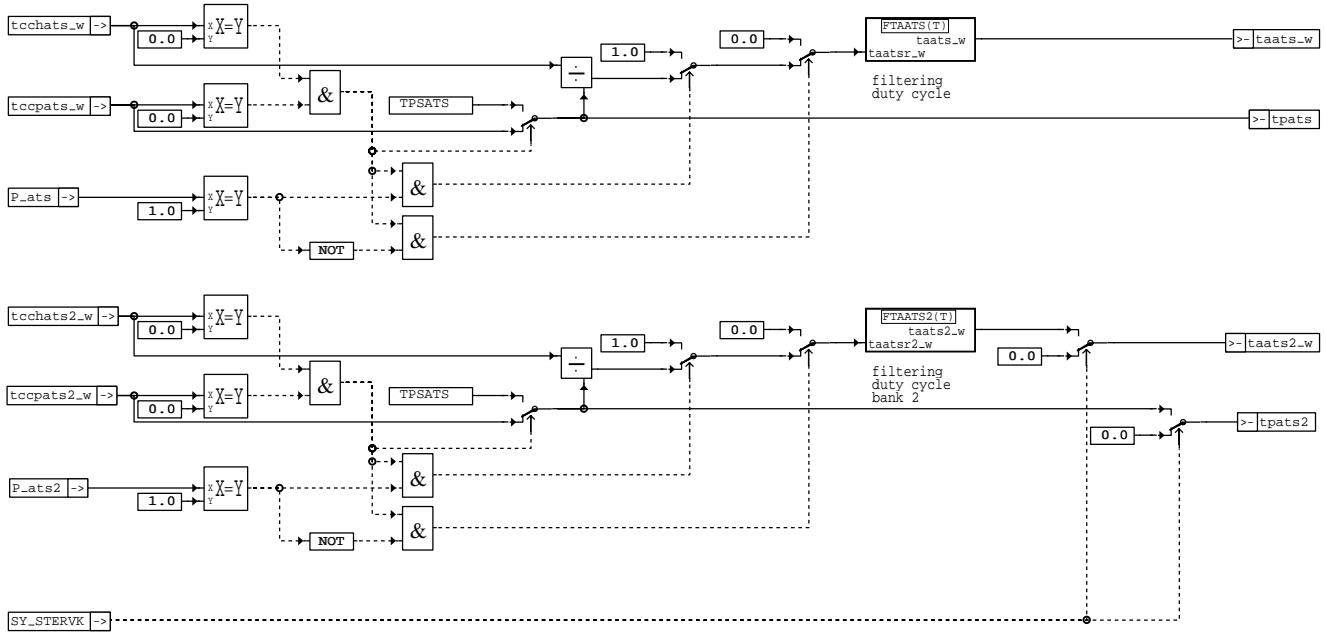 tcchats_w ->
0.0
X X=Y
Y
tccpats_w ->
0.0
X X=Y
Y
&
P_ats ->
1.0
X X=Y
Y
NOT
&
&
TPSATS
÷
1.0
0.0
FTAATS(T)
taats_w
taatsr_w
filtering
duty cycle
>- taats_w
>- tpats
tcchats2_w ->
0.0
X X=Y
Y
tccpats2_w ->
0.0
X X=Y
Y
&
P_ats2 ->
1.0
X X=Y
Y
NOT
&
&
TPSATS
÷
1.0
0.0
FTAATS2(T)
taats2_w
taatsr2_w
filtering
duty cycle
bank 2
0.0
>- taats2_w
0.0
>- tpats2
SY_STERVK ->